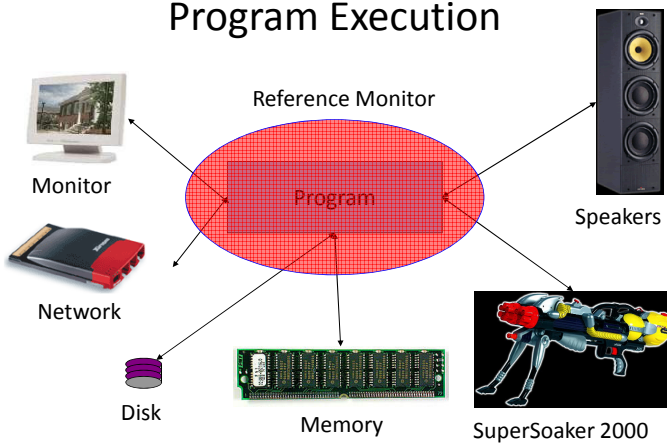 Program Execution
Reference Monitor
Program
Monitor
Speakers
Network
Disk
Memory
SuperSoaker 2000